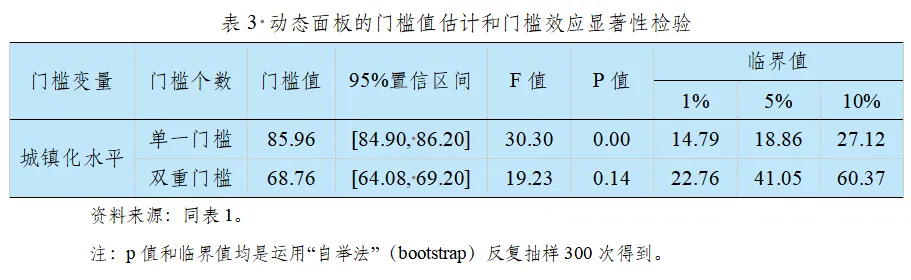 表 3 动态面板的门槛值估计和门槛效应显著性检验
门槛变量 门槛个数 门槛值 95%置信区间 F 值 P 值 临界值
1% 5% 10%
城镇化水平
单一门槛 85.96 [84.90, 86.20] 30.30 0.00 14.79 18.86 27.12
双重门槛 68.76 [64.08, 69.20] 19.23 0.14 22.76 41.05 60.37
资料来源：同表 1。
注：p 值和临界值均是运用“自举法”（bootstrap）反复抽样 300 次得到。